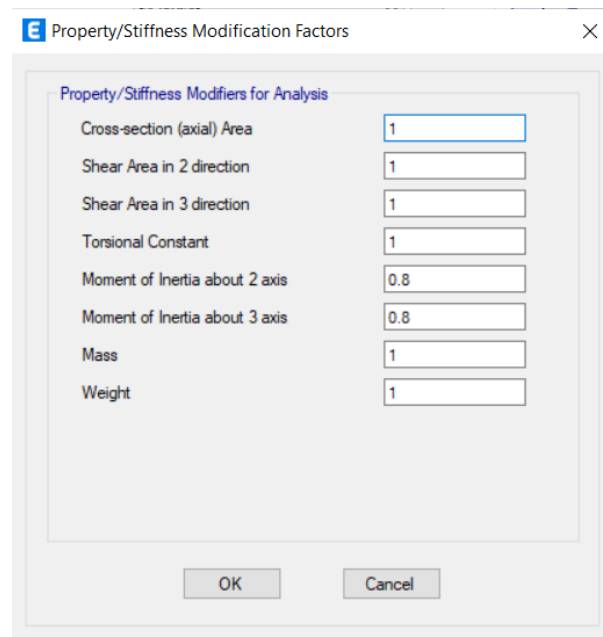 E Property/Stiffness Modification Factors
Property/Stiffness Modifiers for Analysis
Cross-section (axial) Area 1
Shear Area in 2 direction 1
Shear Area in 3 direction 1
Torsional Constant 1
Moment of Inertia about 2 axis 0.8
Moment of Inertia about 3 axis 0.8
Mass 1
Weight 1
OK Cancel